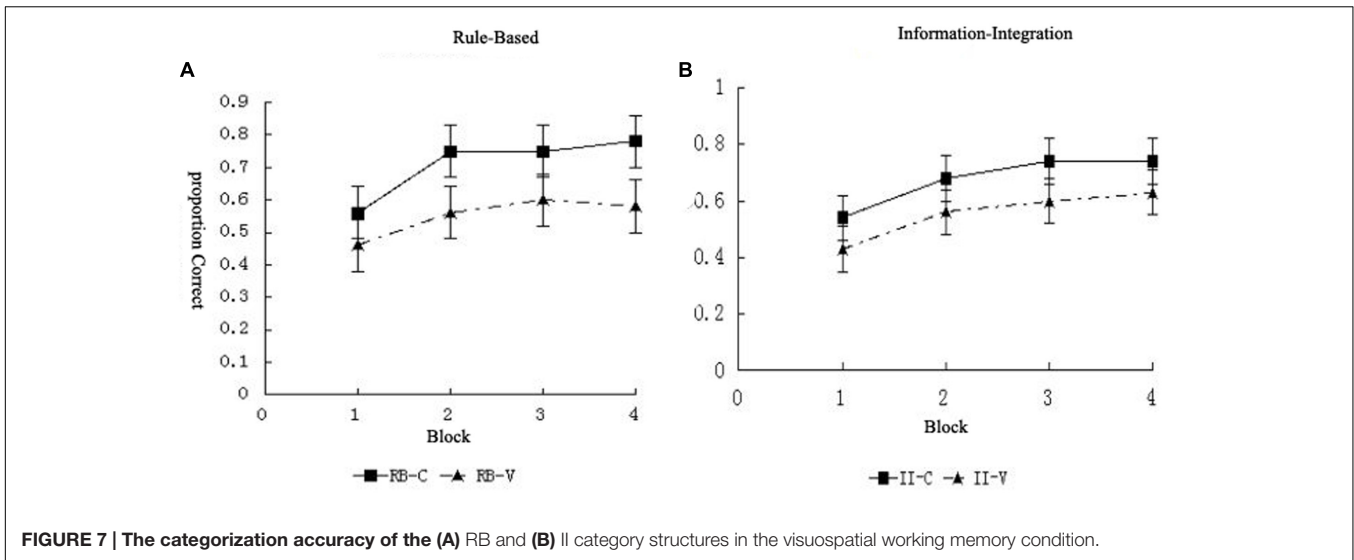 Rule-Based
Information-Integration
A
0.9
0.8
0.7
0.6
0.5
0.4
0.3
0.2
0.1
0
proportion Correct
0
1
2
3
4
Block
RB-C
RB-V
B
1
0.8
0.6
0.4
0.2
0
0
1
2
3
4
Block
II-C
II-V
FIGURE 7 | The categorization accuracy of the (A) RB and (B) II category structures in the visuospatial working memory condition.